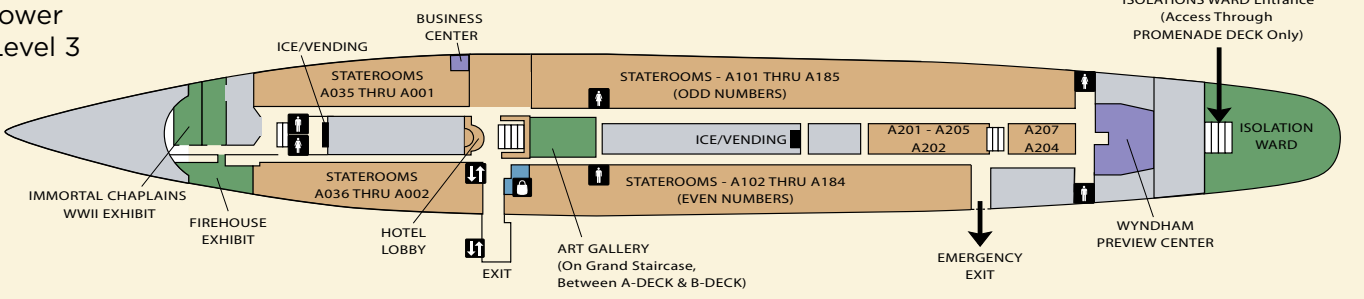 ower
evel 3
BUSINESS
CENTER
ICE/VENDING
STATEROOMS
A035 THRU A001
STATEROOMS - A101 THRU A185
(ODD NUMBERS)
(Access Through
PROMENADE DECK Only)
ICE/VENDING
A201 - A205
A202
A207
A204
ISOLATION
WARD
STATEROOMS
A036 THRU A002
STATEROOMS - A102 THRU A184
(EVEN NUMBERS)
IMMORTAL CHAPLAINS
WWII EXHIBIT
FIREHOUSE
EXHIBIT
HOTEL
LOBBY
EXIT
ART GALLERY
(On Grand Staircase,
Between A-DECK & B-DECK)
EMERGENCY
EXIT
WYNDHAM
PREVIEW CENTER